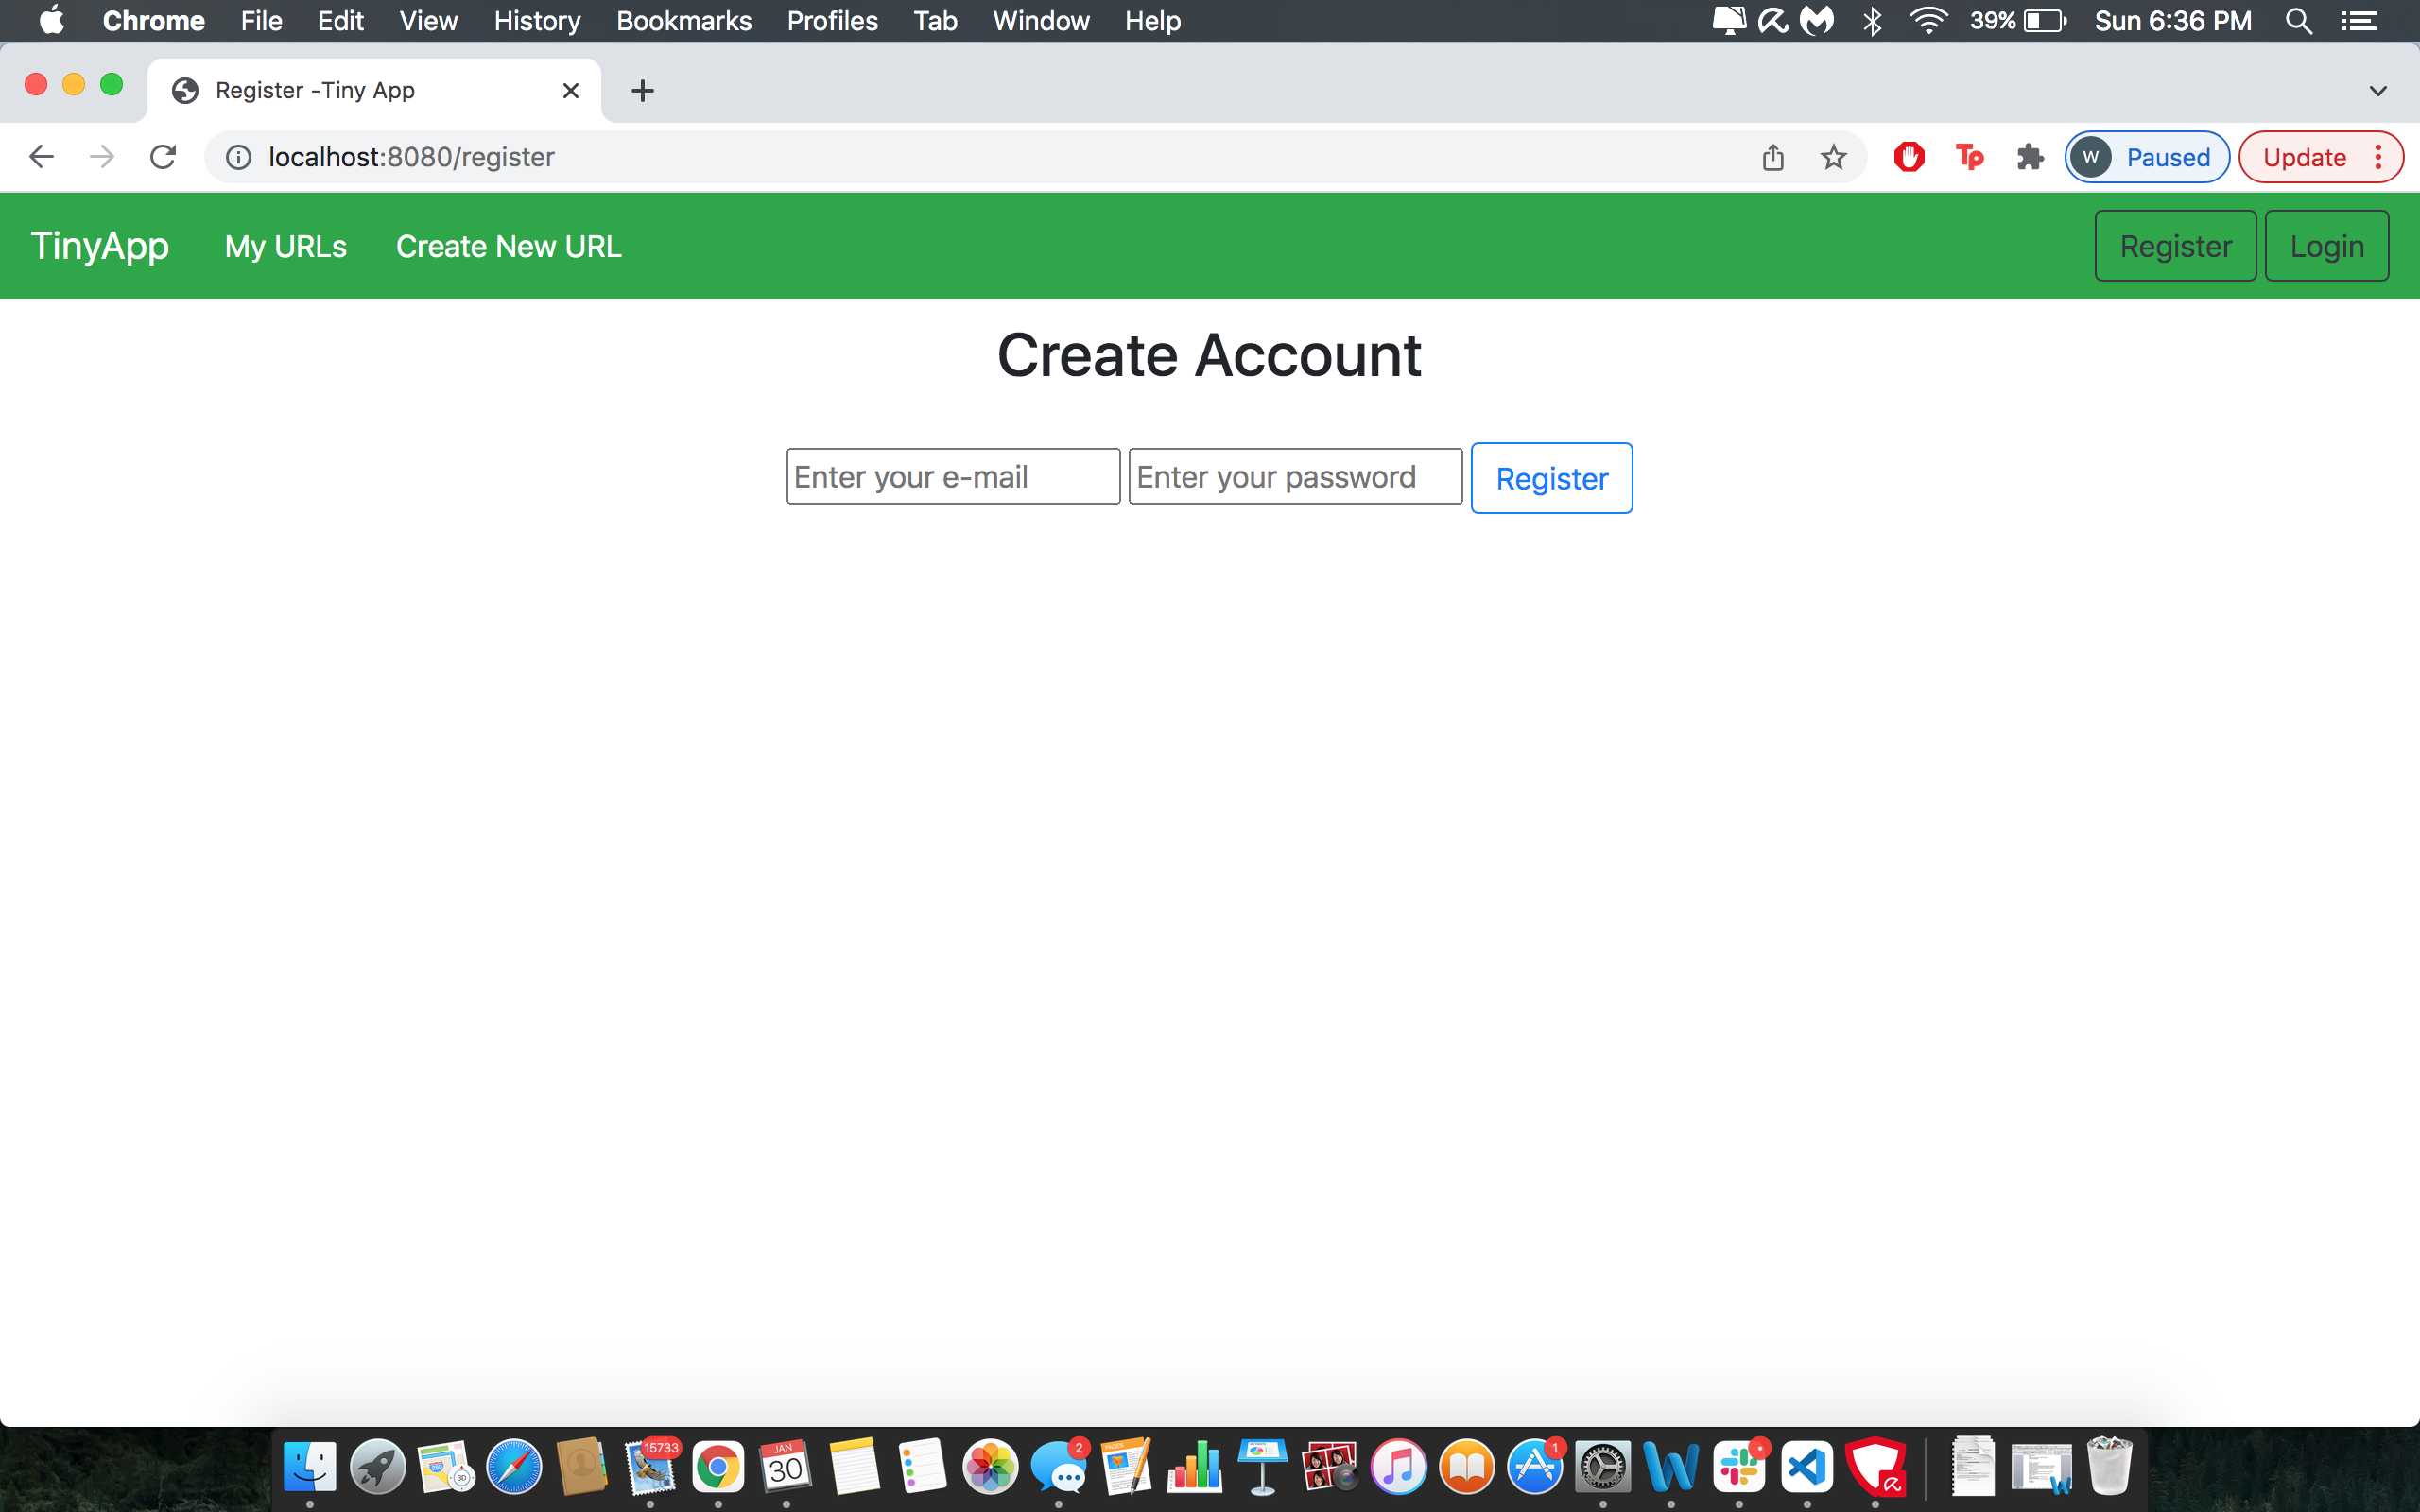 Chrome File Edit View History Bookmarks Profiles Tab Window Help 39% Sun 6:36 PM
Register -Tiny App
localhost:8080/register W Paused Update
TinyApp My URLs Create New URL Register Login
Create Account
Enter your e-mail Enter your password Register
15733 JAN 30 2 PAGES 1
3D